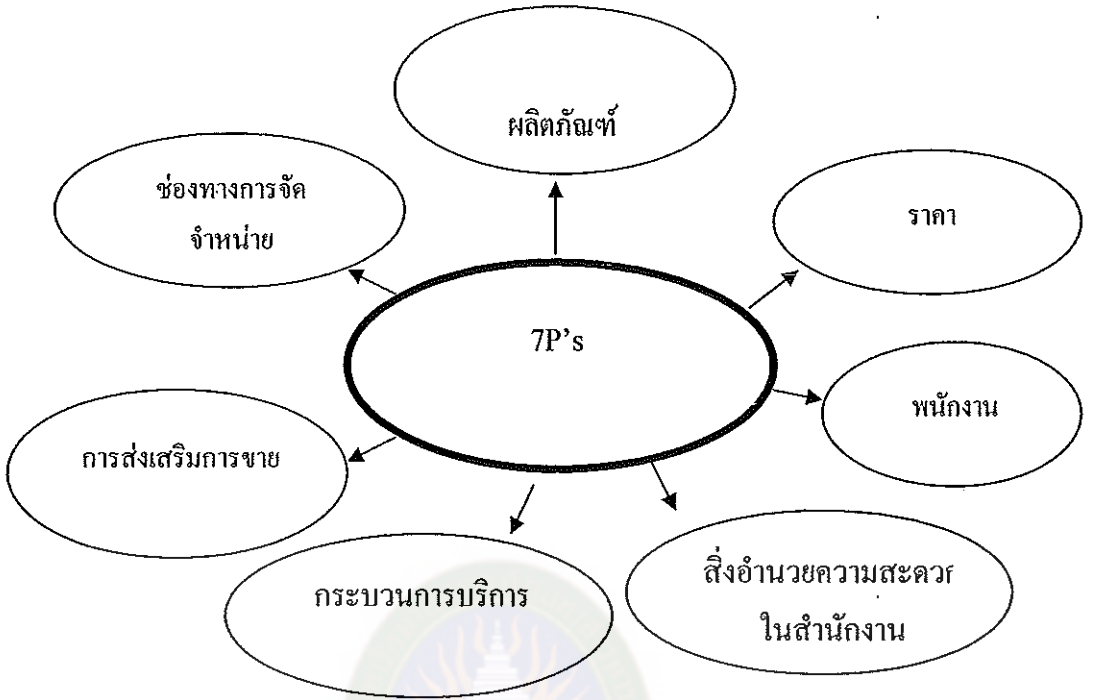 ผลิตภัณฑ์
ช่องทางการจัด
จำหน่าย
ราคา
7P's
พนักงาน
การส่งเสริมการขาย
กระบวนการบริการ
สิ่งอำนวยความสะดวก
ในสำนักงาน